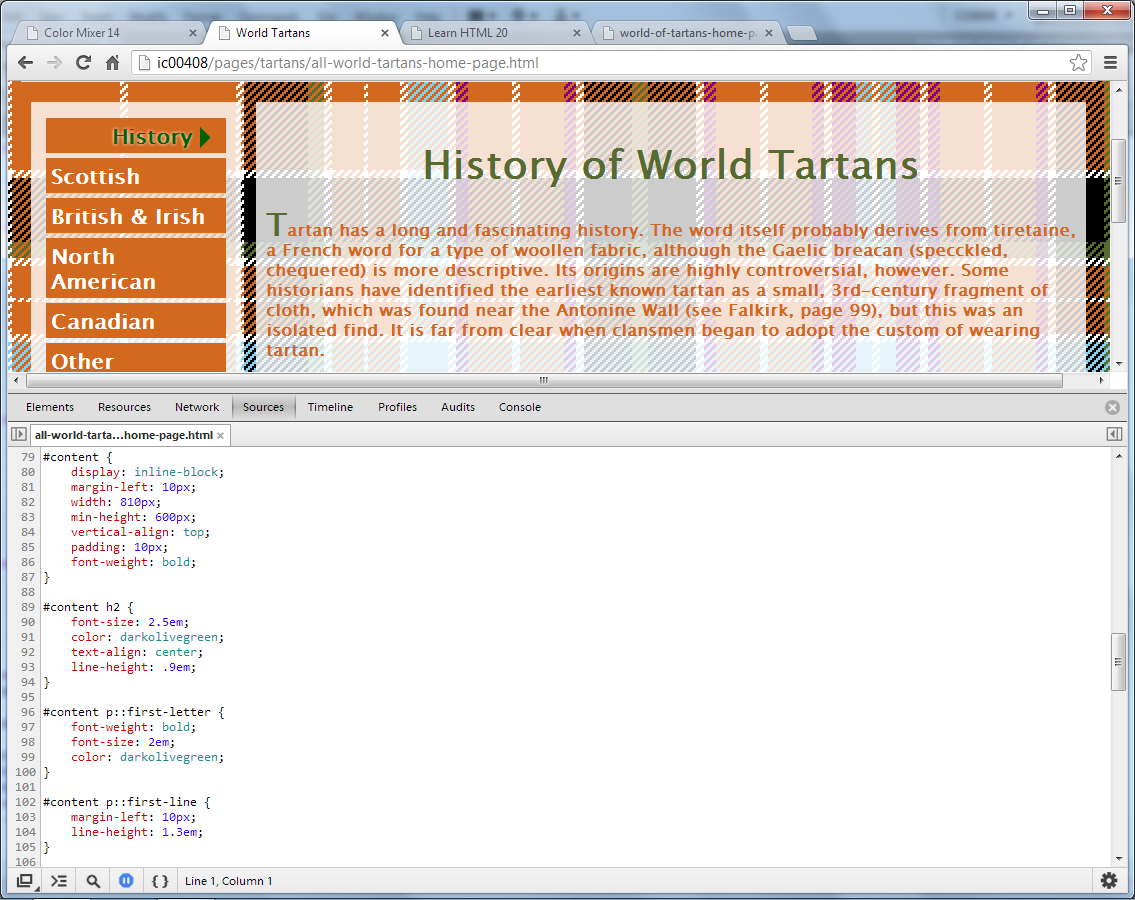 Color Mixer 14
World Tartans
Learn HTML 20
world-of-tartans-home-p
ic00408/pages/tartans/all-world-tartans-home-page.html
History
Scottish
British & Irish
North
American
Canadian
Other
History of World Tartans
Tartan has a long and fascinating history. The word itself probably derives from tiretaine,
a French word for a type of woollen fabric, although the Gaelic breacan (specckled,
chequered) is more descriptive. Its origins are highly controversial, however. Some
historians have identified the earliest known tartan as a small, 3rd-century fragment of
cloth, which was found near the Antonine Wall (see Falkirk, page 99), but this was an
isolated find. It is far from clear when clansmen began to adopt the custom of wearing
tartan.
Elements Resources Network Sources Timeline Profiles Audits Console
all-world-tarta...home-page.html
79 #content {
80 display: inline-block;
81 margin-left: 10px;
82 width: 810px;
83 min-height: 600px;
84 vertical-align: top;
85 padding: 10px;
86 font-weight: bold;
87 }
88
89 #content h2 {
90 font-size: 2.5em;
91 color: darkolivegreen;
92 text-align: center;
93 line-height: .9em;
94 }
95
96 #content p::first-letter {
97 font-weight: bold;
98 font-size: 2em;
99 color: darkolivegreen;
100 }
101
102 #content p::first-line {
103 margin-left: 10px;
104 line-height: 1.3em;
105 }
106
{ } Line 1, Column 1